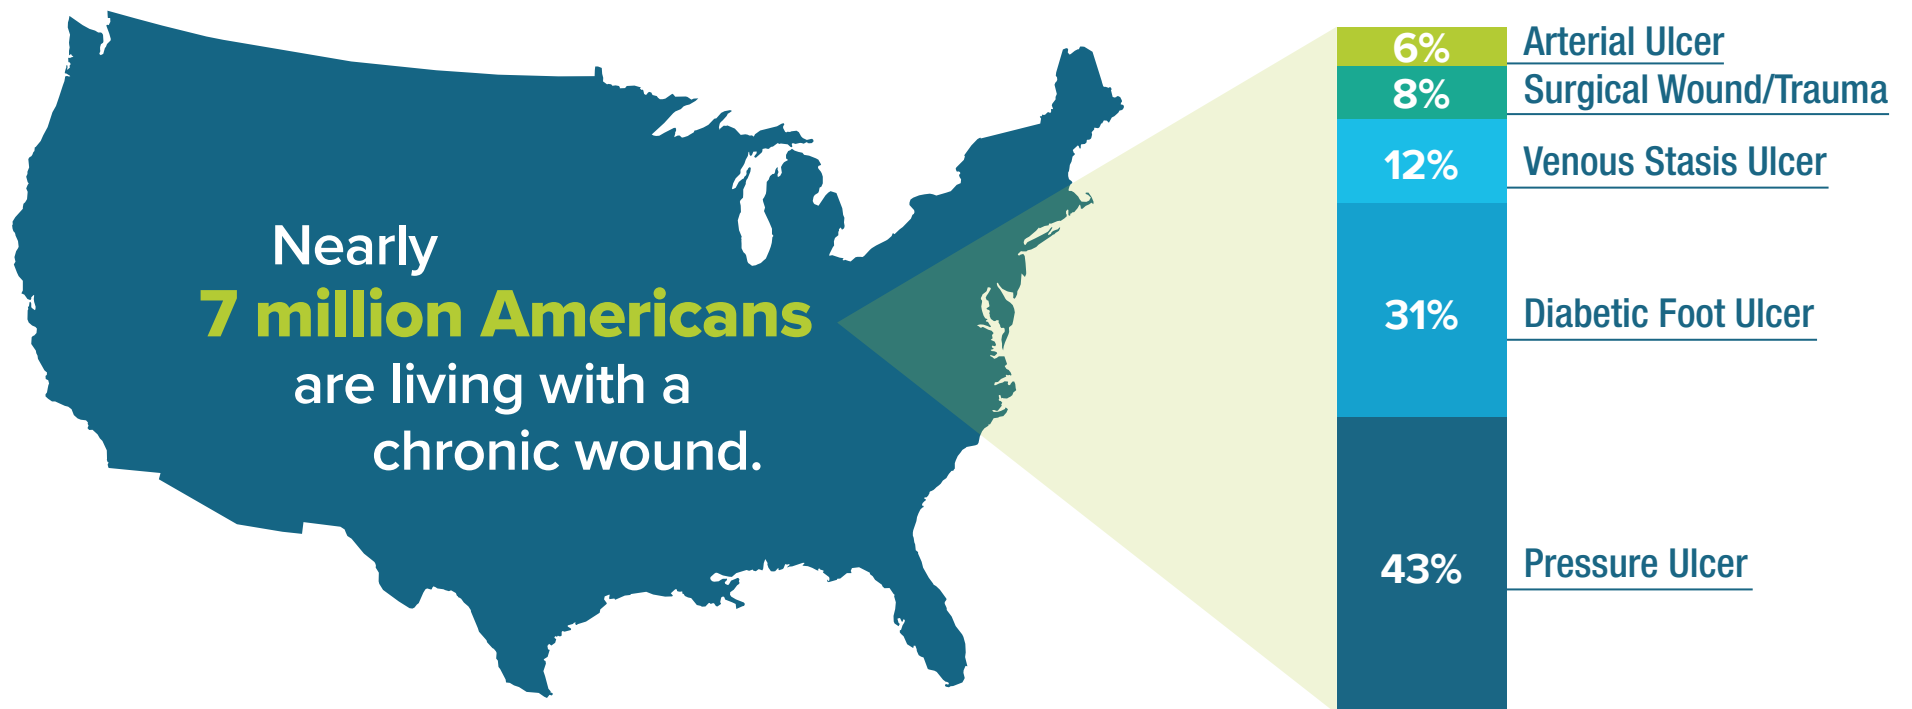 Nearly
7 million Americans
are living with a
chronic wound.
6% Arterial Ulcer
8% Surgical Wound/Trauma
12% Venous Stasis Ulcer
31% Diabetic Foot Ulcer
43% Pressure Ulcer